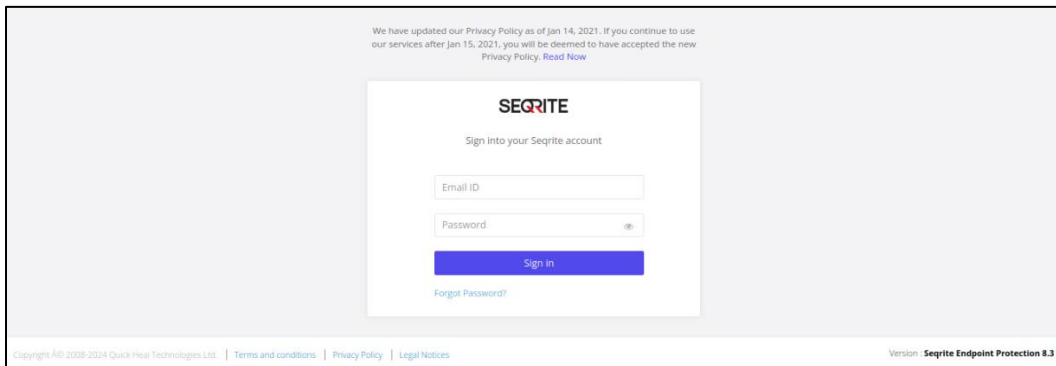 We have updated our Privacy Policy as of Jan 14, 2021. If you continue to use
our services after Jan 15, 2021, you will be deemed to have accepted the new
Privacy Policy. Read Now
SEQRITE
Sign into your Seqrite account
Email ID
Password
Sign in
Forgot Password?
Copyright Â© 2008-2024 Quick Heal Technologies Ltd. | Terms and conditions | Privacy Policy | Legal Notices
Version : Seqrite Endpoint Protection 8.3